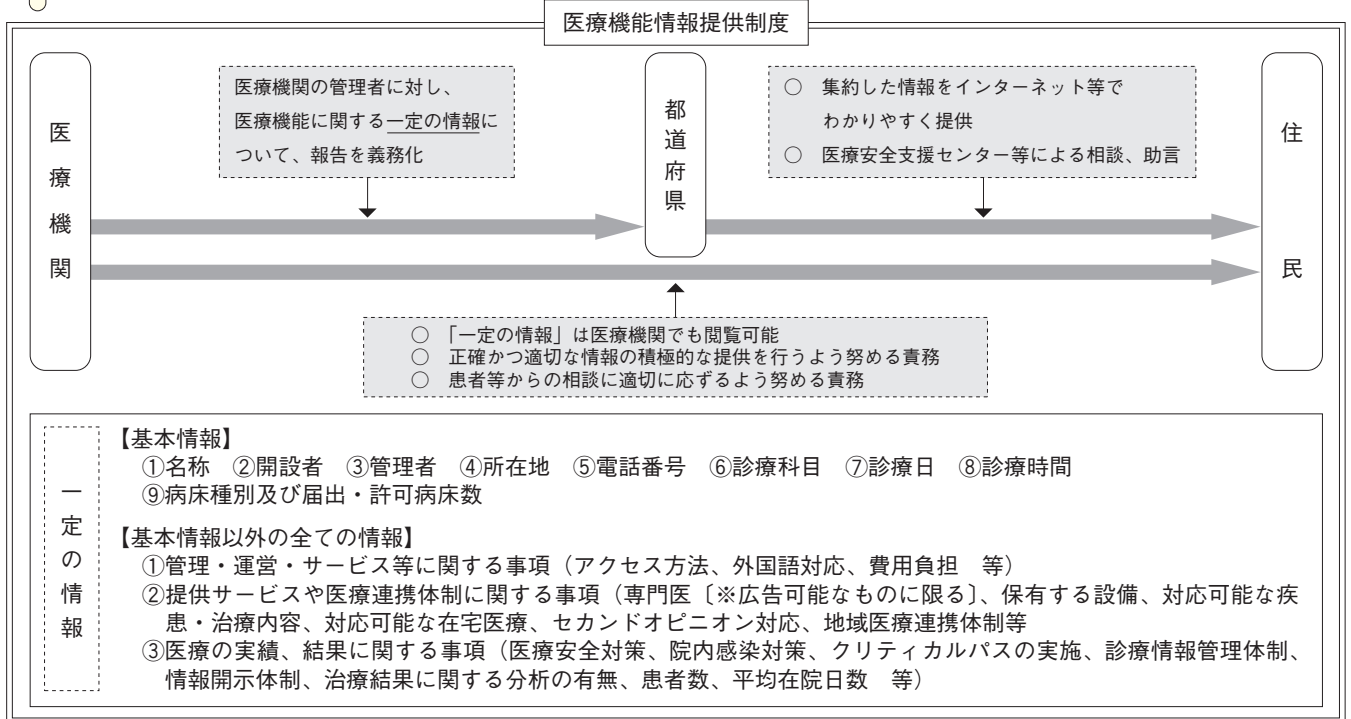 医療機能情報提供制度
医療機関
医療機関の管理者に対し、
医療機能に関する一定の情報に
ついて、報告を義務化
都道府県
○ 集約した情報をインターネット等で
わかりやすく提供
○ 医療安全支援センター等による相談、助言
住民
○ 「一定の情報」は医療機関でも閲覧可能
○ 正確かつ適切な情報の積極的な提供を行うよう努める責務
○ 患者等からの相談に適切に応ずるよう努める責務
一定の情報
【基本情報】
①名称 ②開設者 ③管理者 ④所在地 ⑤電話番号 ⑥診療科目 ⑦診療日 ⑧診療時間
⑨病床種別及び届出・許可病床数
【基本情報以外の全ての情報】
①管理・運営・サービス等に関する事項（アクセス方法、外国語対応、費用負担 等）
②提供サービスや医療連携体制に関する事項（専門医〔※広告可能なものに限る〕、保有する設備、対応可能な疾
患・治療内容、対応可能な在宅医療、セカンドオピニオン対応、地域医療連携体制等
③医療の実績、結果に関する事項（医療安全対策、院内感染対策、クリティカルパスの実施、診療情報管理体制、
情報開示体制、治療結果に関する分析の有無、患者数、平均在院日数 等）